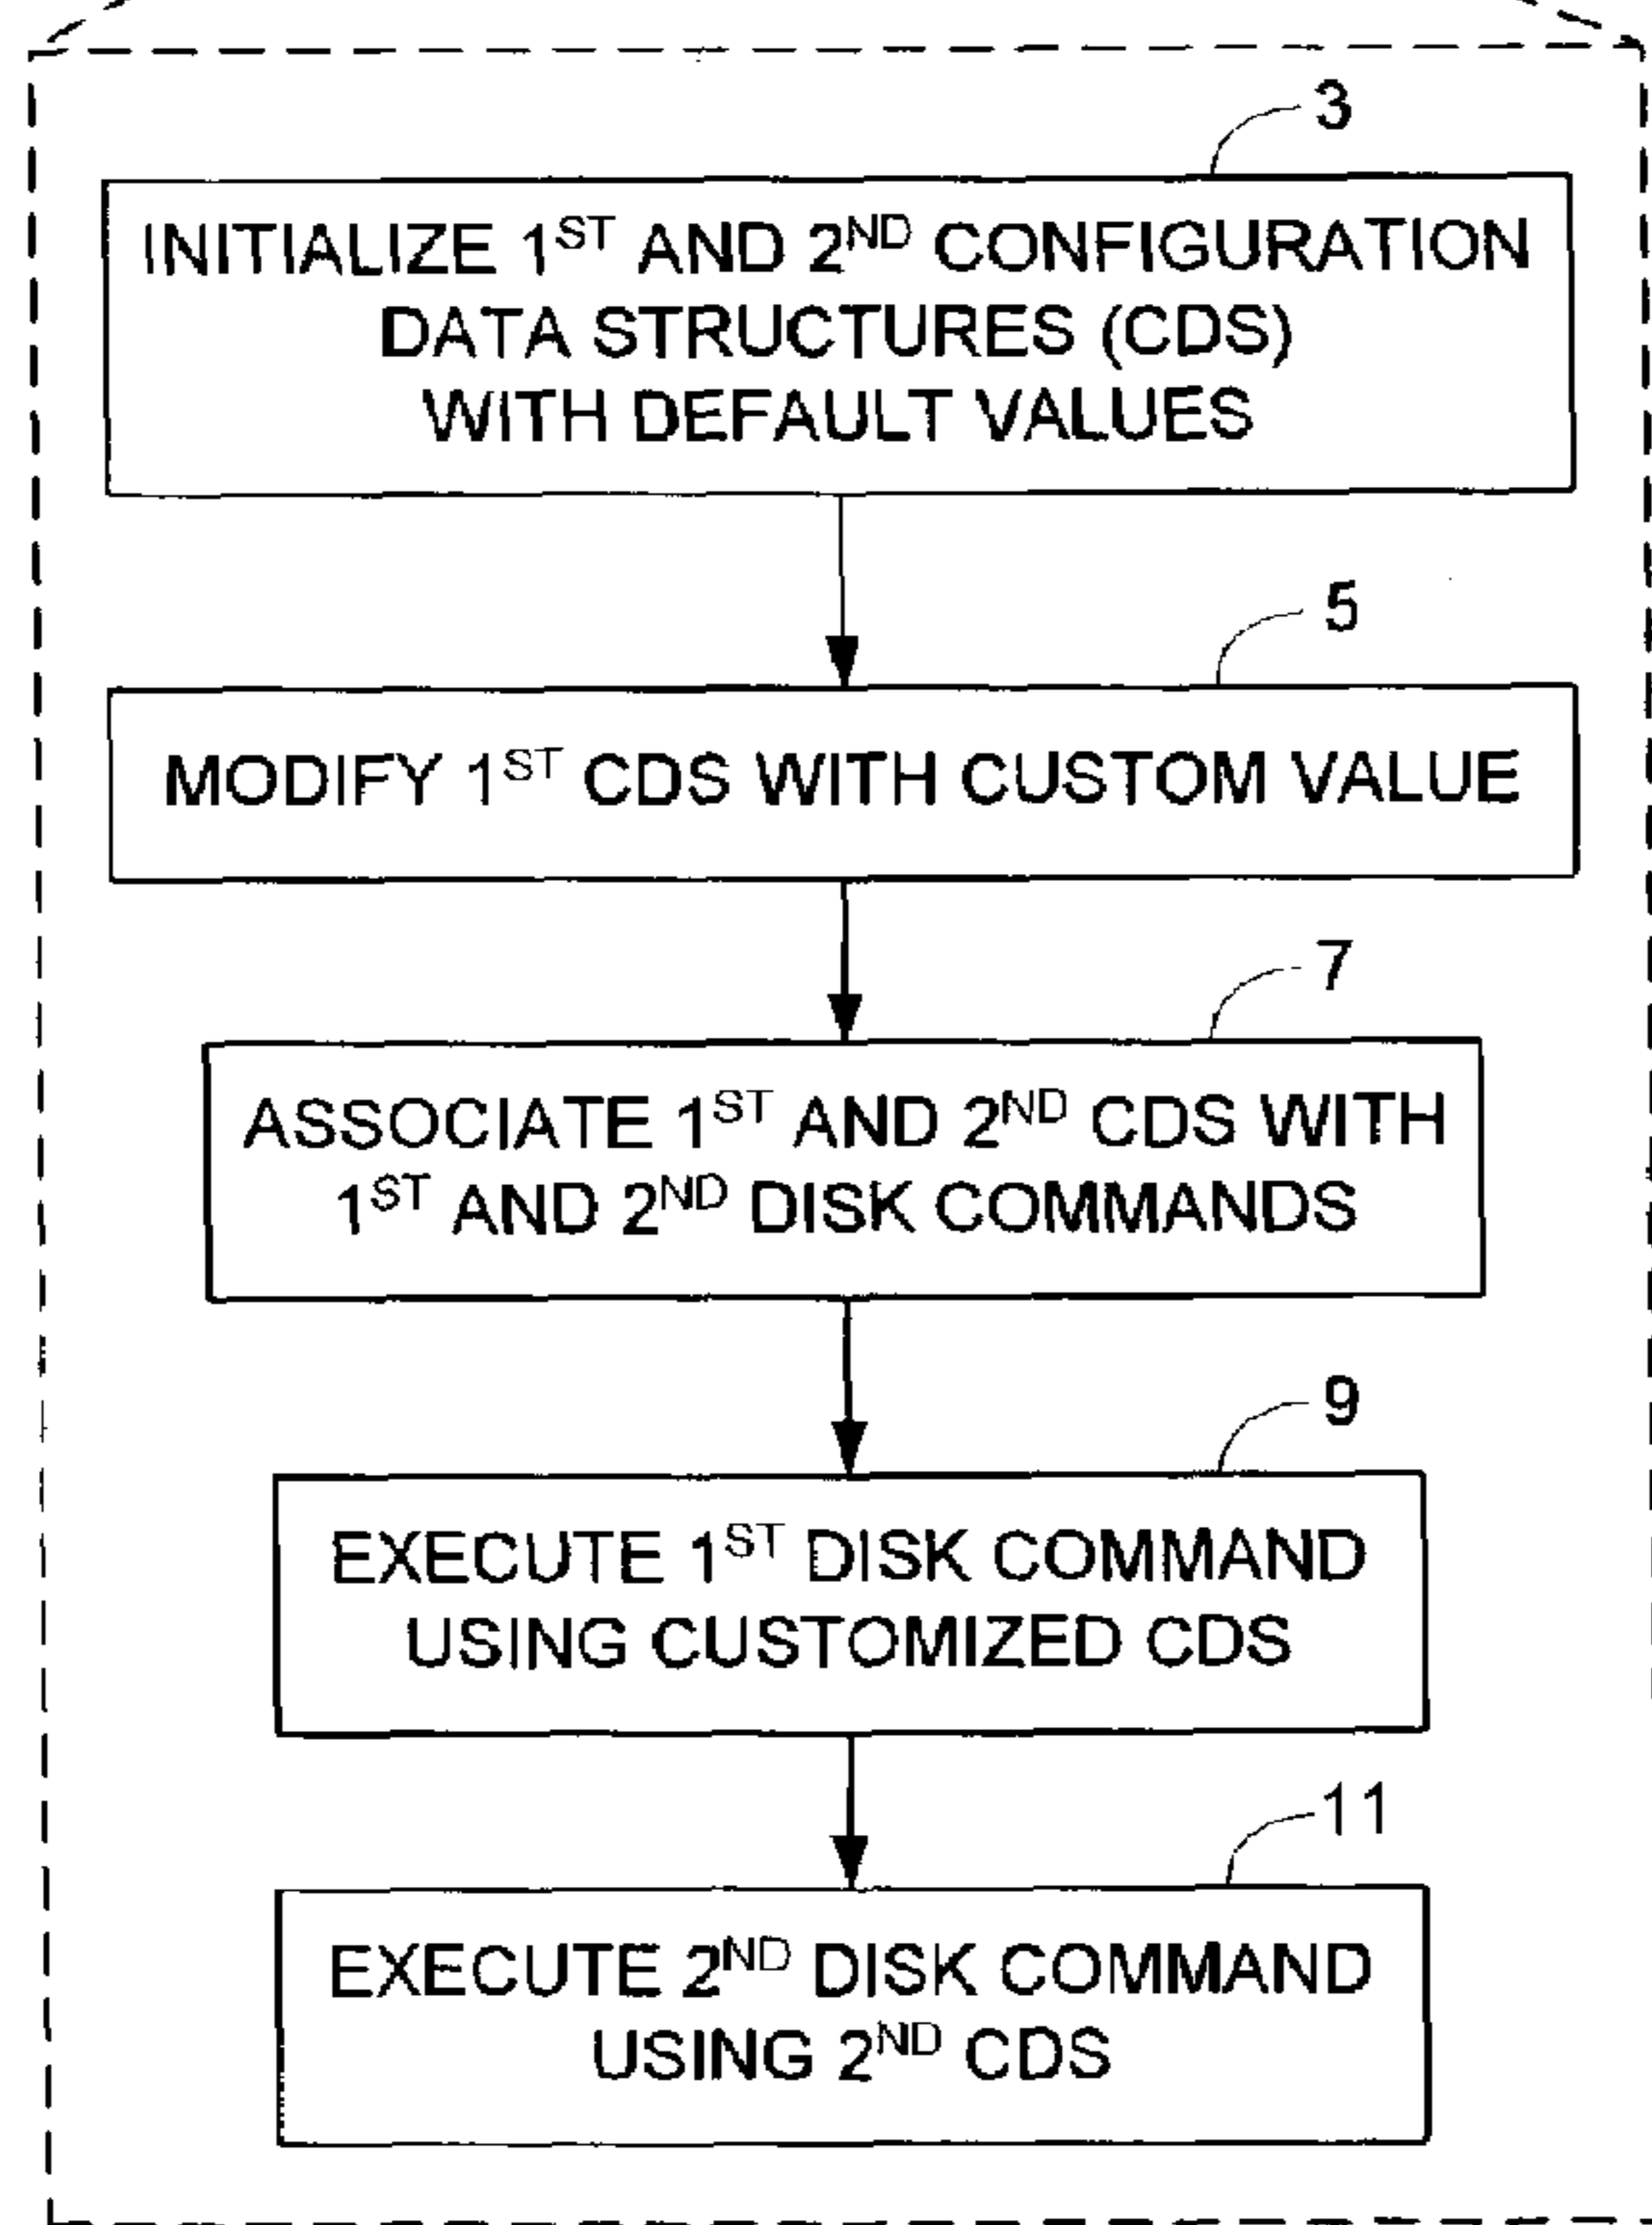 3
INITIALIZE 1ST AND 2ND CONFIGURATION
DATA STRUCTURES (CDS)
WITH DEFAULT VALUES
5
MODIFY 1ST CDS WITH CUSTOM VALUE
7
ASSOCIATE 1ST AND 2ND CDS WITH
1ST AND 2ND DISK COMMANDS
9
EXECUTE 1ST DISK COMMAND
USING CUSTOMIZED CDS
11
EXECUTE 2ND DISK COMMAND
USING 2ND CDS